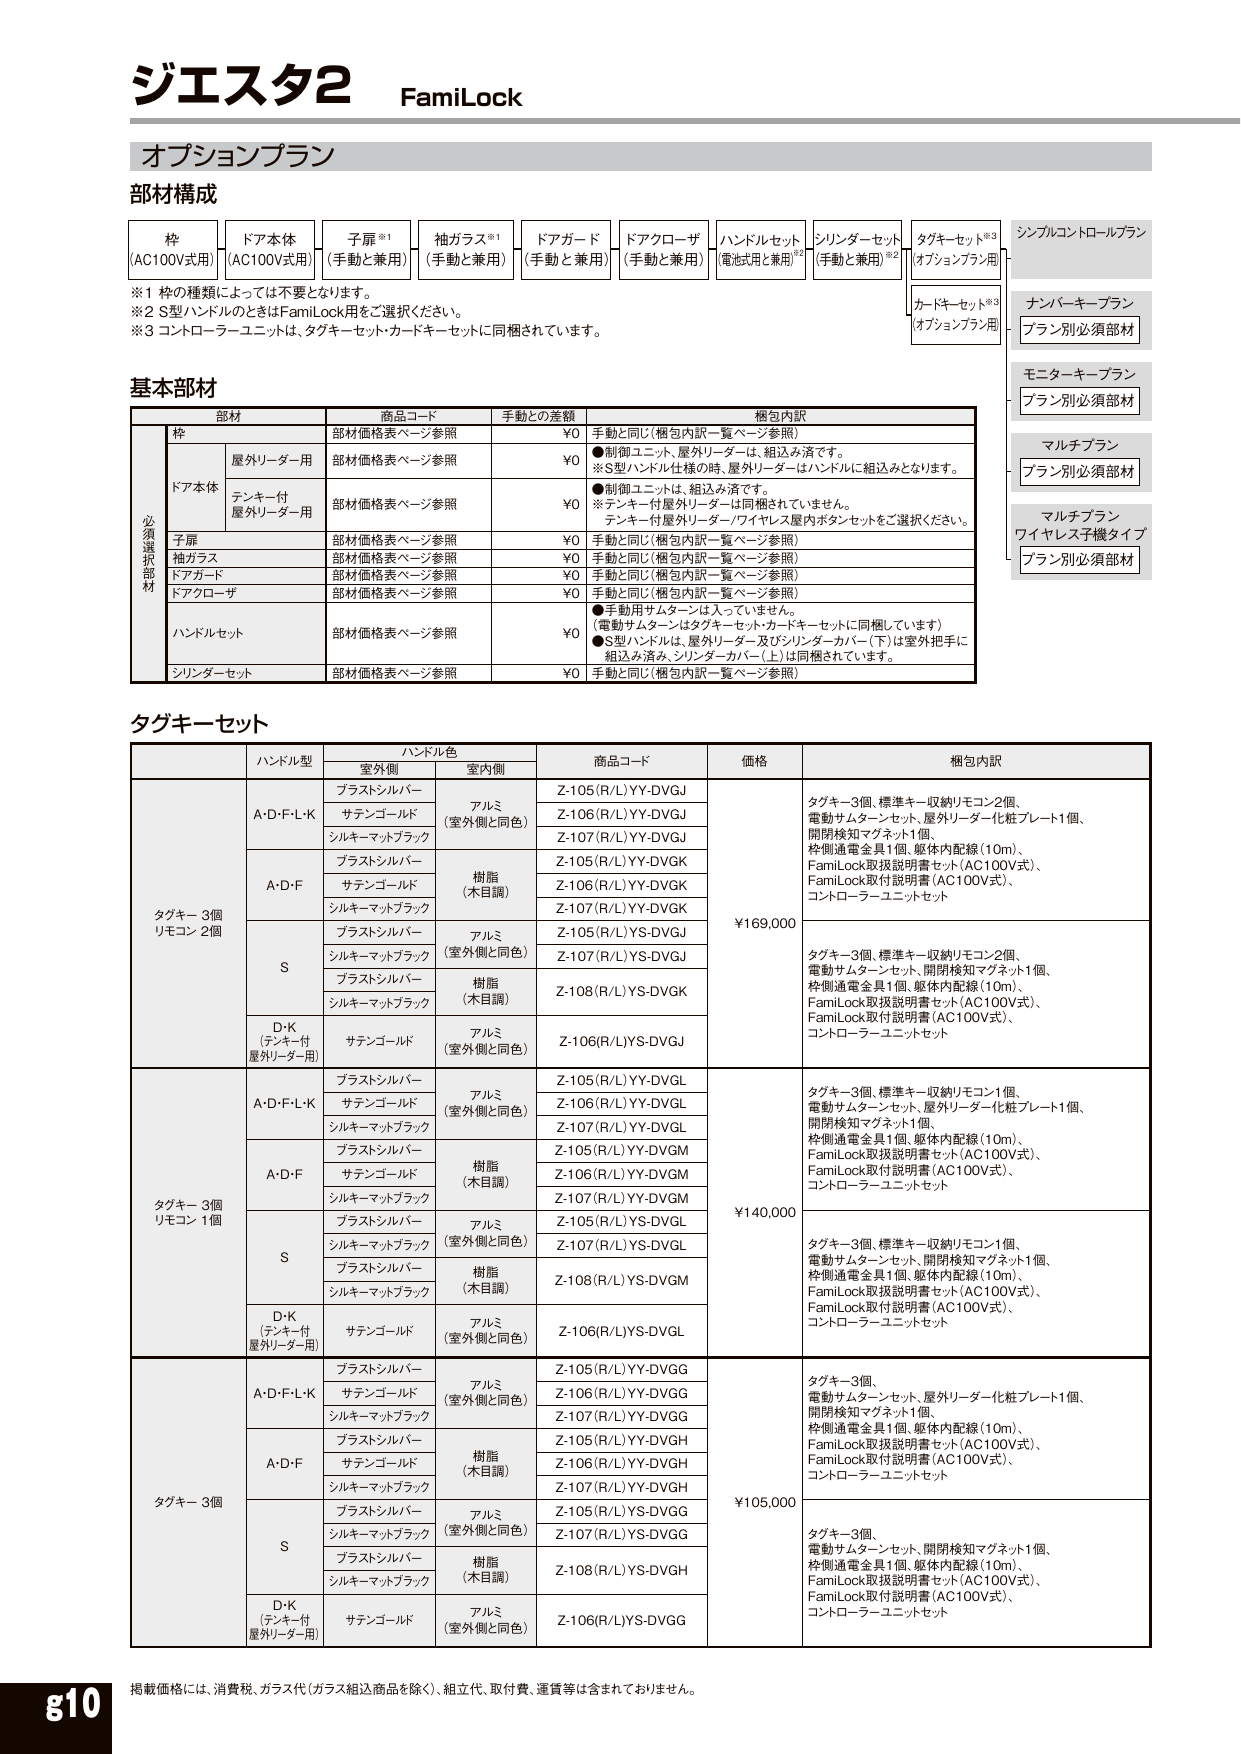 ジエスタ2 FamiLock
オプションプラン
部材構成
枠
(AC100V式用)
ドア本体
(AC100V式用)
子扉※1
(手動と兼用)
袖ガラス※1
(手動と兼用)
ドアガード
(手動と兼用)
ドアクローザ
(手動と兼用)
ハンドルセット
(電池式用と兼用)※2
シリンダーセット
(手動と兼用)※2
タグキーセット※3
(オプションプラン用)
カードキーセット※3
(オプションプラン用)
シンプルコントロールプラン
ナンバーキープラン
プラン別必須部材
モニターキープラン
プラン別必須部材
マルチプラン
プラン別必須部材
マルチプラン
ワイヤレス子機タイプ
プラン別必須部材
※1 枠の種類によっては不要となります。
※2 S型ハンドルのときはFamiLock用をご選択ください。
※3 コントローラーユニットは、タグキーセット・カードキーセットに同梱されています。
基本部材
部材 商品コード 手動との差額 梱包内訳
必須選択部材
枠 部材価格表ページ参照 ¥0 手動と同じ(梱包内訳一覧ページ参照)
ドア本体
屋外リーダー用 部材価格表ページ参照 ¥0 ●制御ユニット、屋外リーダーは、組込み済です。
※S型ハンドル仕様の時、屋外リーダーはハンドルに組込みとなります。
テンキー付
屋外リーダー用 部材価格表ページ参照 ¥0 ●制御ユニットは、組込み済です。
※テンキー付屋外リーダーは同梱されていません。
テンキー付屋外リーダー/ワイヤレス屋内ボタンセットをご選択ください。
子扉 部材価格表ページ参照 ¥0 手動と同じ(梱包内訳一覧ページ参照)
袖ガラス 部材価格表ページ参照 ¥0 手動と同じ(梱包内訳一覧ページ参照)
ドアガード 部材価格表ページ参照 ¥0 手動と同じ(梱包内訳一覧ページ参照)
ドアクローザ 部材価格表ページ参照 ¥0 手動と同じ(梱包内訳一覧ページ参照)
ハンドルセット 部材価格表ページ参照 ¥0 ●手動用サムターンは入っていません。
(電動サムターンはタグキーセット・カードキーセットに同梱しています)
●S型ハンドルは、屋外リーダー及びシリンダーカバー(下)は室外把手に
組込み済み、シリンダーカバー(上)は同梱されています。
シリンダーセット 部材価格表ページ参照 ¥0 手動と同じ(梱包内訳一覧ページ参照)
タグキーセット
ハンドル型 ハンドル色 商品コード 価格 梱包内訳
室外側 室内側
タグキー 3個
リモコン 2個
A・D・F・L・K
ブラストシルバー アルミ
(室外側と同色) Z-105(R/L)YY-DVGJ
サテンゴールド Z-106(R/L)YY-DVGJ
シルキーマットブラック Z-107(R/L)YY-DVGJ
A・D・F
ブラストシルバー 樹脂
(木目調) Z-105(R/L)YY-DVGK
サテンゴールド Z-106(R/L)YY-DVGK
シルキーマットブラック Z-107(R/L)YY-DVGK
S
ブラストシルバー アルミ
(室外側と同色) Z-105(R/L)YS-DVGJ
シルキーマットブラック Z-107(R/L)YS-DVGJ
ブラストシルバー 樹脂
(木目調) Z-108(R/L)YS-DVGK
シルキーマットブラック
D・K
(テンキー付
屋外リーダー用)
サテンゴールド アルミ
(室外側と同色) Z-106(R/L)YS-DVGJ
¥169,000
タグキー3個、標準キー収納リモコン2個、
電動サムターンセット、屋外リーダー化粧プレート1個、
開閉検知マグネット1個、
枠側通電金具1個、躯体内配線(10m)、
FamiLock取扱説明書セット(AC100V式)、
FamiLock取付説明書(AC100V式)、
コントローラーユニットセット
タグキー3個、標準キー収納リモコン2個、
電動サムターンセット、開閉検知マグネット1個、
枠側通電金具1個、躯体内配線(10m)、
FamiLock取扱説明書セット(AC100V式)、
FamiLock取付説明書(AC100V式)、
コントローラーユニットセット
タグキー 3個
リモコン 1個
A・D・F・L・K
ブラストシルバー アルミ
(室外側と同色) Z-105(R/L)YY-DVGL
サテンゴールド Z-106(R/L)YY-DVGL
シルキーマットブラック Z-107(R/L)YY-DVGL
A・D・F
ブラストシルバー 樹脂
(木目調) Z-105(R/L)YY-DVGM
サテンゴールド Z-106(R/L)YY-DVGM
シルキーマットブラック Z-107(R/L)YY-DVGM
S
ブラストシルバー アルミ
(室外側と同色) Z-105(R/L)YS-DVGL
シルキーマットブラック Z-107(R/L)YS-DVGL
ブラストシルバー 樹脂
(木目調) Z-108(R/L)YS-DVGM
シルキーマットブラック
D・K
(テンキー付
屋外リーダー用)
サテンゴールド アルミ
(室外側と同色) Z-106(R/L)YS-DVGL
¥140,000
タグキー3個、標準キー収納リモコン1個、
電動サムターンセット、屋外リーダー化粧プレート1個、
開閉検知マグネット1個、
枠側通電金具1個、躯体内配線(10m)、
FamiLock取扱説明書セット(AC100V式)、
FamiLock取付説明書(AC100V式)、
コントローラーユニットセット
タグキー3個、標準キー収納リモコン1個、
電動サムターンセット、開閉検知マグネット1個、
枠側通電金具1個、躯体内配線(10m)、
FamiLock取扱説明書セット(AC100V式)、
FamiLock取付説明書(AC100V式)、
コントローラーユニットセット
タグキー 3個
A・D・F・L・K
ブラストシルバー アルミ
(室外側と同色) Z-105(R/L)YY-DVGG
サテンゴールド Z-106(R/L)YY-DVGG
シルキーマットブラック Z-107(R/L)YY-DVGG
A・D・F
ブラストシルバー 樹脂
(木目調) Z-105(R/L)YY-DVGH
サテンゴールド Z-106(R/L)YY-DVGH
シルキーマットブラック Z-107(R/L)YY-DVGH
S
ブラストシルバー アルミ
(室外側と同色) Z-105(R/L)YS-DVGG
シルキーマットブラック Z-107(R/L)YS-DVGG
ブラストシルバー 樹脂
(木目調) Z-108(R/L)YS-DVGH
シルキーマットブラック
D・K
(テンキー付
屋外リーダー用)
サテンゴールド アルミ
(室外側と同色) Z-106(R/L)YS-DVGG
¥105,000
タグキー3個、
電動サムターンセット、屋外リーダー化粧プレート1個、
開閉検知マグネット1個、
枠側通電金具1個、躯体内配線(10m)、
FamiLock取扱説明書セット(AC100V式)、
FamiLock取付説明書(AC100V式)、
コントローラーユニットセット
タグキー3個、
電動サムターンセット、開閉検知マグネット1個、
枠側通電金具1個、躯体内配線(10m)、
FamiLock取扱説明書セット(AC100V式)、
FamiLock取付説明書(AC100V式)、
コントローラーユニットセット
g10
掲載価格には、消費税、ガラス代(ガラス組込商品を除く)、組立代、取付費、運賃等は含まれておりません。